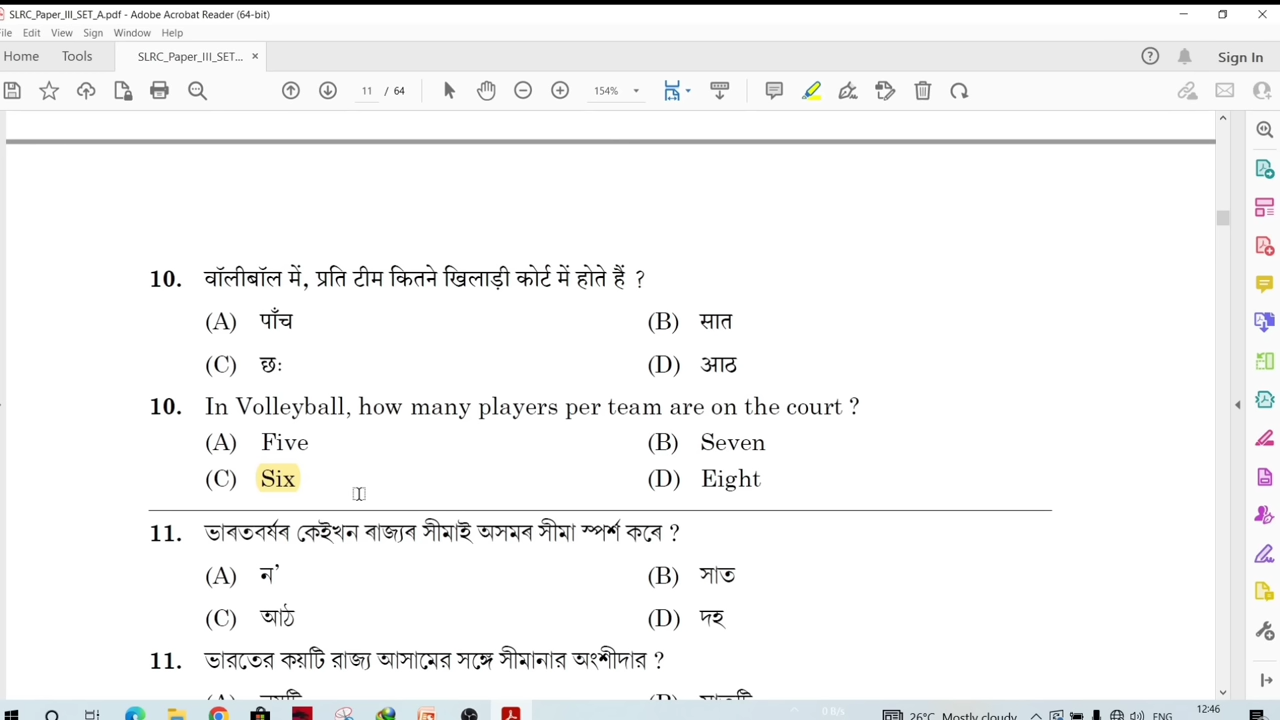 SLRC_Paper_III_SET_A.pdf - Adobe Acrobat Reader (64-bit)
File Edit View Sign Window Help
Home Tools SLRC_Paper_III_SET... × Sign In
11 / 64 154%
10. वॉलीबॉल में, प्रति टीम कितने खिलाड़ी कोर्ट में होते हैं ?
(A) पाँच (B) सात
(C) छः (D) आठ
10. In Volleyball, how many players per team are on the court ?
(A) Five (B) Seven
(C) Six (D) Eight
11. ভাৰতবৰ্ষৰ কেইখন ৰাজ্যৰ সীমাই অসমৰ সীমা স্পৰ্শ কৰে ?
(A) ন’ (B) সাত
(C) আঠ (D) দহ
11. ভারতের কয়টি রাজ্য আসামের সঙ্গে সীমানার অংশীদার ?
(A) নয়টি (B) সাতটি
0 B/s 12:46
26°C Mostly cloudy ENG